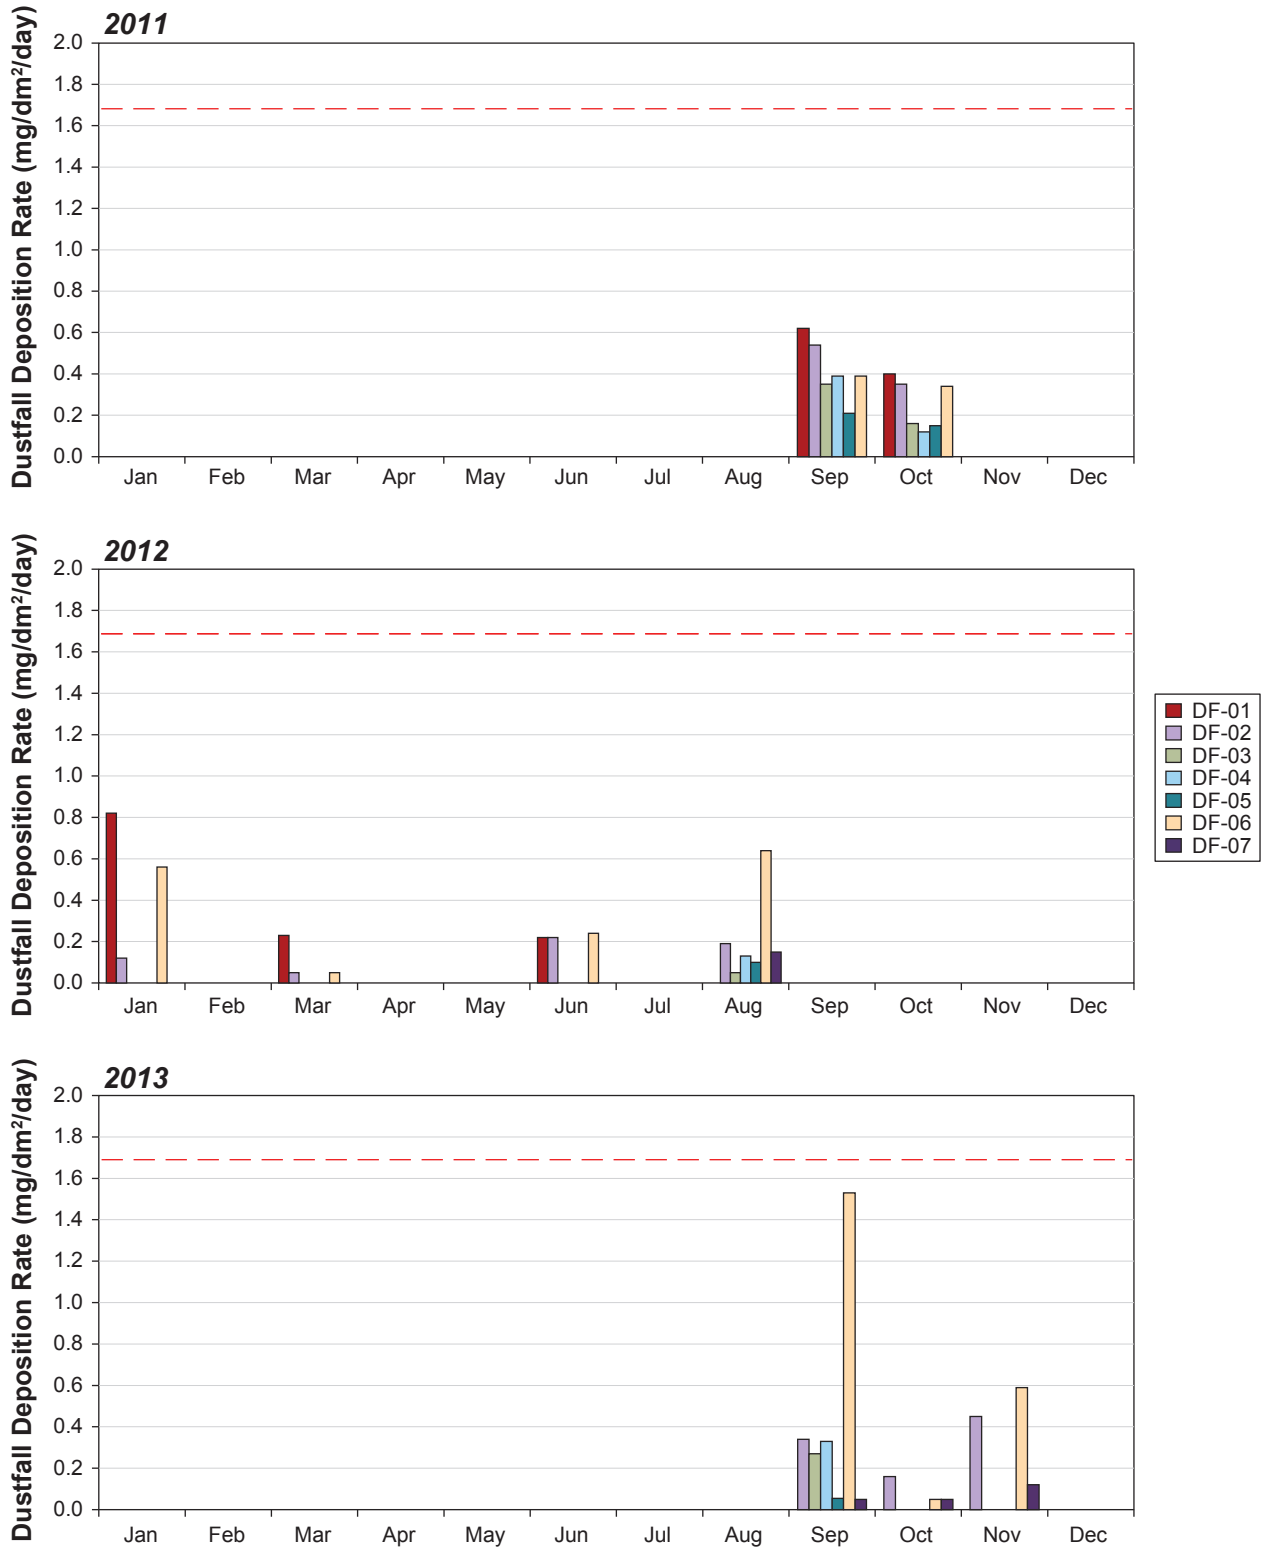 2011
Dustfall Deposition Rate (mg/dm²/day)
2.0
1.8
1.6
1.4
1.2
1.0
0.8
0.6
0.4
0.2
0.0
Jan Feb Mar Apr May Jun Jul Aug Sep Oct Nov Dec
2012
Dustfall Deposition Rate (mg/dm²/day)
2.0
1.8
1.6
1.4
1.2
1.0
0.8
0.6
0.4
0.2
0.0
Jan Feb Mar Apr May Jun Jul Aug Sep Oct Nov Dec
DF-01
DF-02
DF-03
DF-04
DF-05
DF-06
DF-07
2013
Dustfall Deposition Rate (mg/dm²/day)
2.0
1.8
1.6
1.4
1.2
1.0
0.8
0.6
0.4
0.2
0.0
Jan Feb Mar Apr May Jun Jul Aug Sep Oct Nov Dec